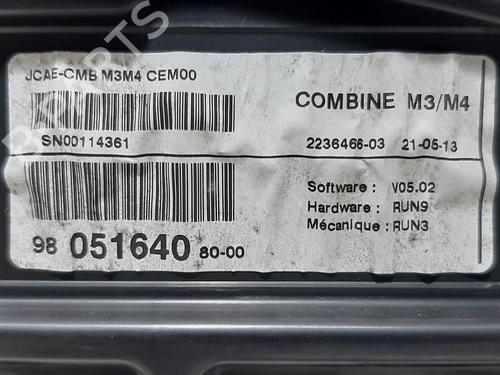 JCAE-CMB M3M4 CEM00
COMBINE M3/M4
SN00114361
2236466-03 21-05-13
Software : V05.02
Hardware : RUN9
Mécanique : RUN3
98 051640 80-00